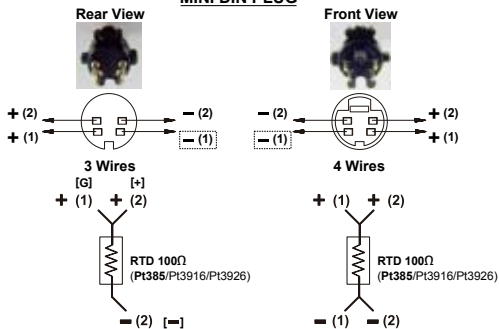 MINI DIN PLUG
Rear View Front View
+ (2) − (2) − (2) + (2)
+ (1) − (1) − (1) + (1)
3 Wires 4 Wires
[G] [+]
+ (1) + (2) + (1) + (2)
RTD 100Ω RTD 100Ω
(Pt385/Pt3916/Pt3926) (Pt385/Pt3916/Pt3926)
− (2) [−] − (1) − (2)